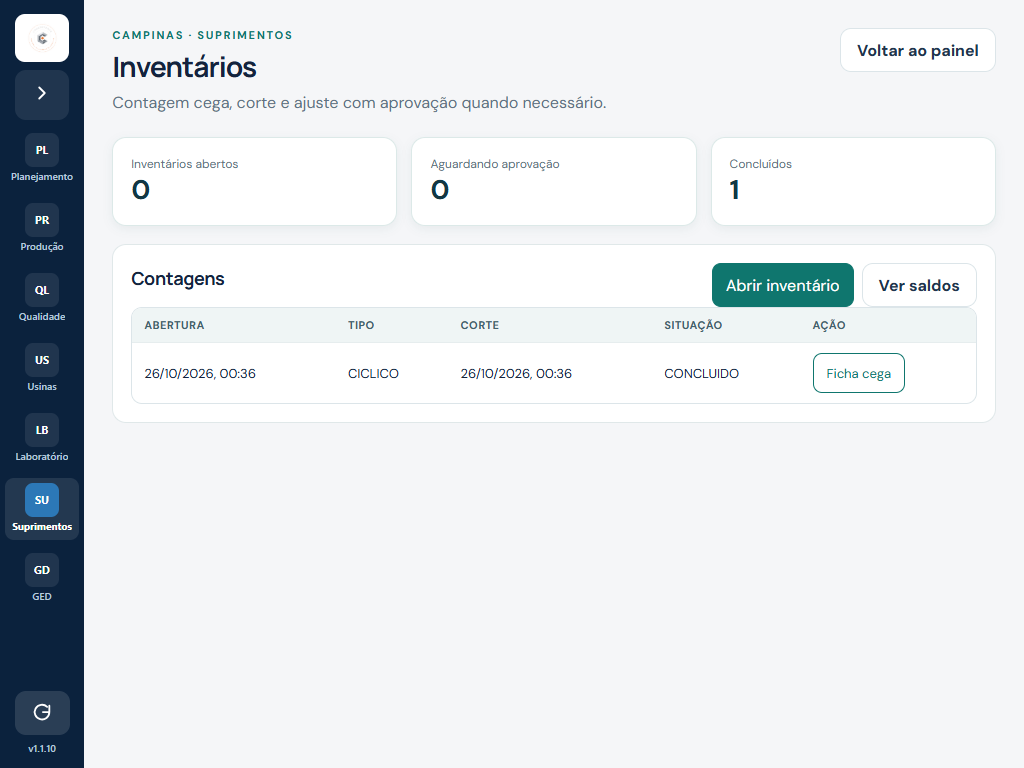 PL
Planejamento
PR
Produção
QL
Qualidade
US
Usinas
LB
Laboratório
SU
Suprimentos
GD
GED
v1.1.10
CAMPINAS · SUPRIMENTOS
Inventários
Contagem cega, corte e ajuste com aprovação quando necessário.
Voltar ao painel
Inventários abertos
0
Aguardando aprovação
0
Concluídos
1
Contagens
Abrir inventário
Ver saldos
ABERTURA TIPO CORTE SITUAÇÃO AÇÃO
26/10/2026, 00:36 CICLICO 26/10/2026, 00:36 CONCLUIDO Ficha cega